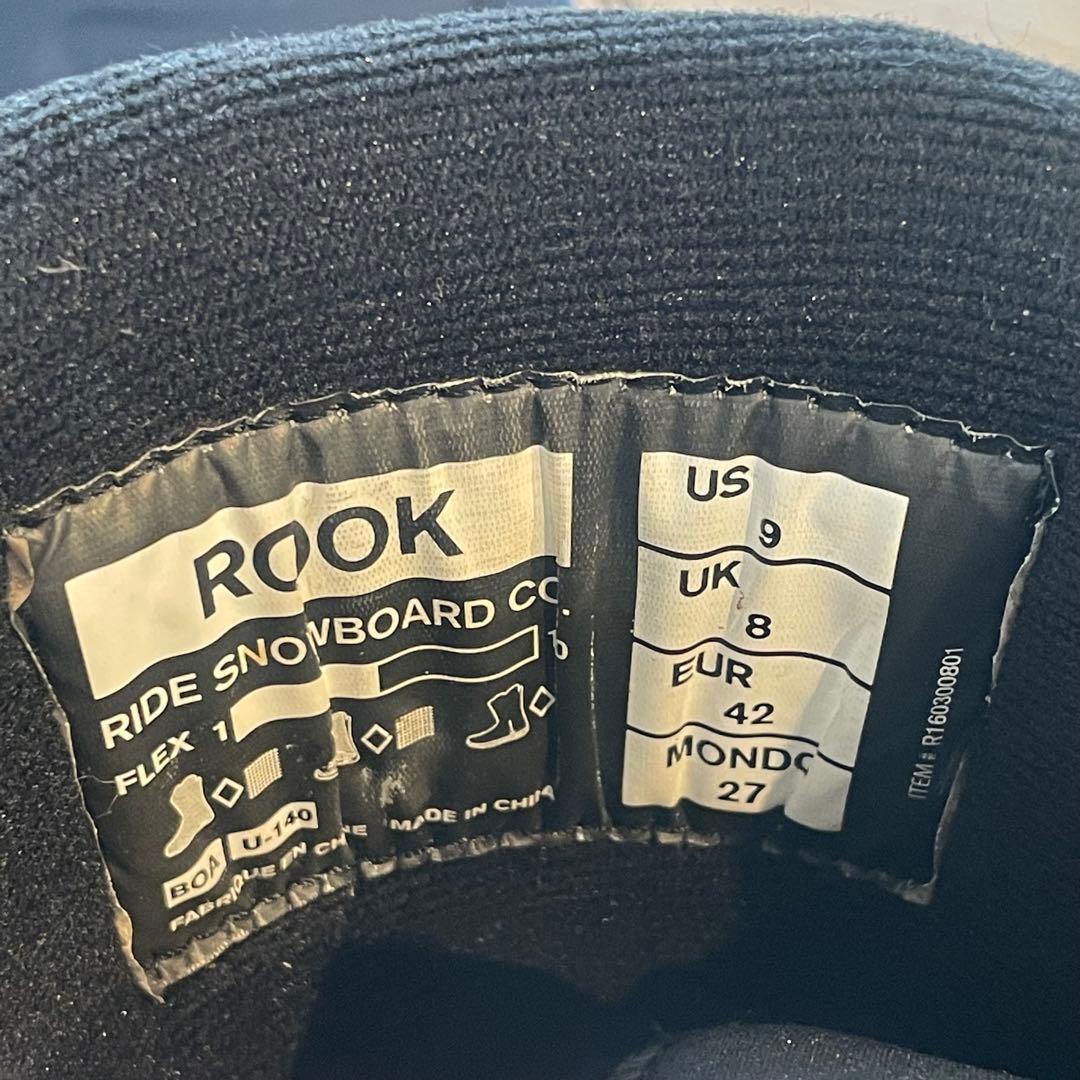 ROOK
RIDE SNOWBOARD CO.
FLEX 1 10
BOA U-140
FABRIQUE EN CHINE MADE IN CHINA
US
9
UK
8
EUR
42
MONDO
27
ITEM # R160300801